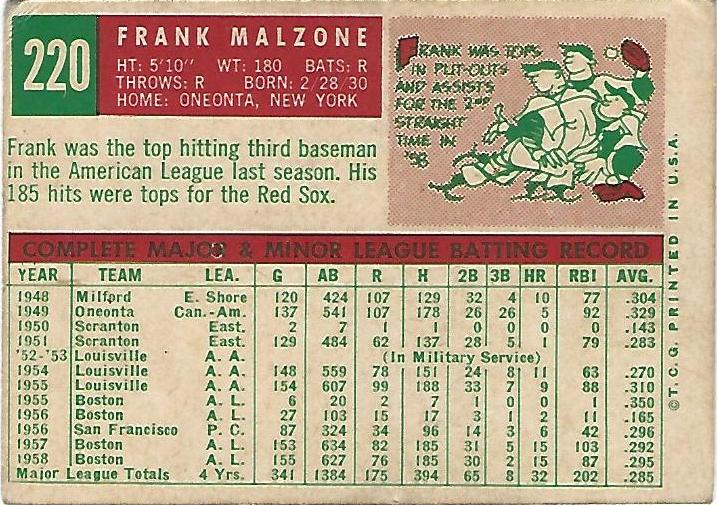 220
FRANK MALZONE
HT: 5'10" WT: 180 BATS: R
THROWS: R BORN: 2/28/30
HOME: ONEONTA, NEW YORK
FRANK WAS TOPS
IN PUT-OUTS
AND ASSISTS
FOR THE 2ND
STRAIGHT
TIME IN
'58
Frank was the top hitting third baseman
in the American League last season. His
185 hits were tops for the Red Sox.
COMPLETE MAJOR & MINOR LEAGUE BATTING RECORD
YEAR TEAM LEA. G AB R H 2B 3B HR RBI AVG.
1948 Milford E. Shore 120 424 107 129 32 4 10 77 .304
1949 Oneonta Can.-Am. 137 541 107 178 26 26 5 92 .329
1950 Scranton East. 2 7 1 1 0 0 0 0 .143
1951 Scranton East. 129 484 62 137 28 5 1 79 .283
'52-'53 Louisville A. A. (In Military Service)
1954 Louisville A. A. 148 559 78 151 24 8 11 63 .270
1955 Louisville A. A. 154 607 99 188 33 7 9 88 .310
1955 Boston A. L. 6 20 2 7 1 0 0 1 .350
1956 Boston A. L. 27 103 15 17 3 1 2 11 .165
1956 San Francisco P. C. 87 324 34 96 14 3 6 42 .296
1957 Boston A. L. 153 634 82 185 31 5 15 103 .292
1958 Boston A. L. 155 627 76 185 30 2 15 87 .295
Major League Totals 4 Yrs. 341 1384 175 394 65 8 32 202 .285
© T.C.G. PRINTED IN U.S.A.